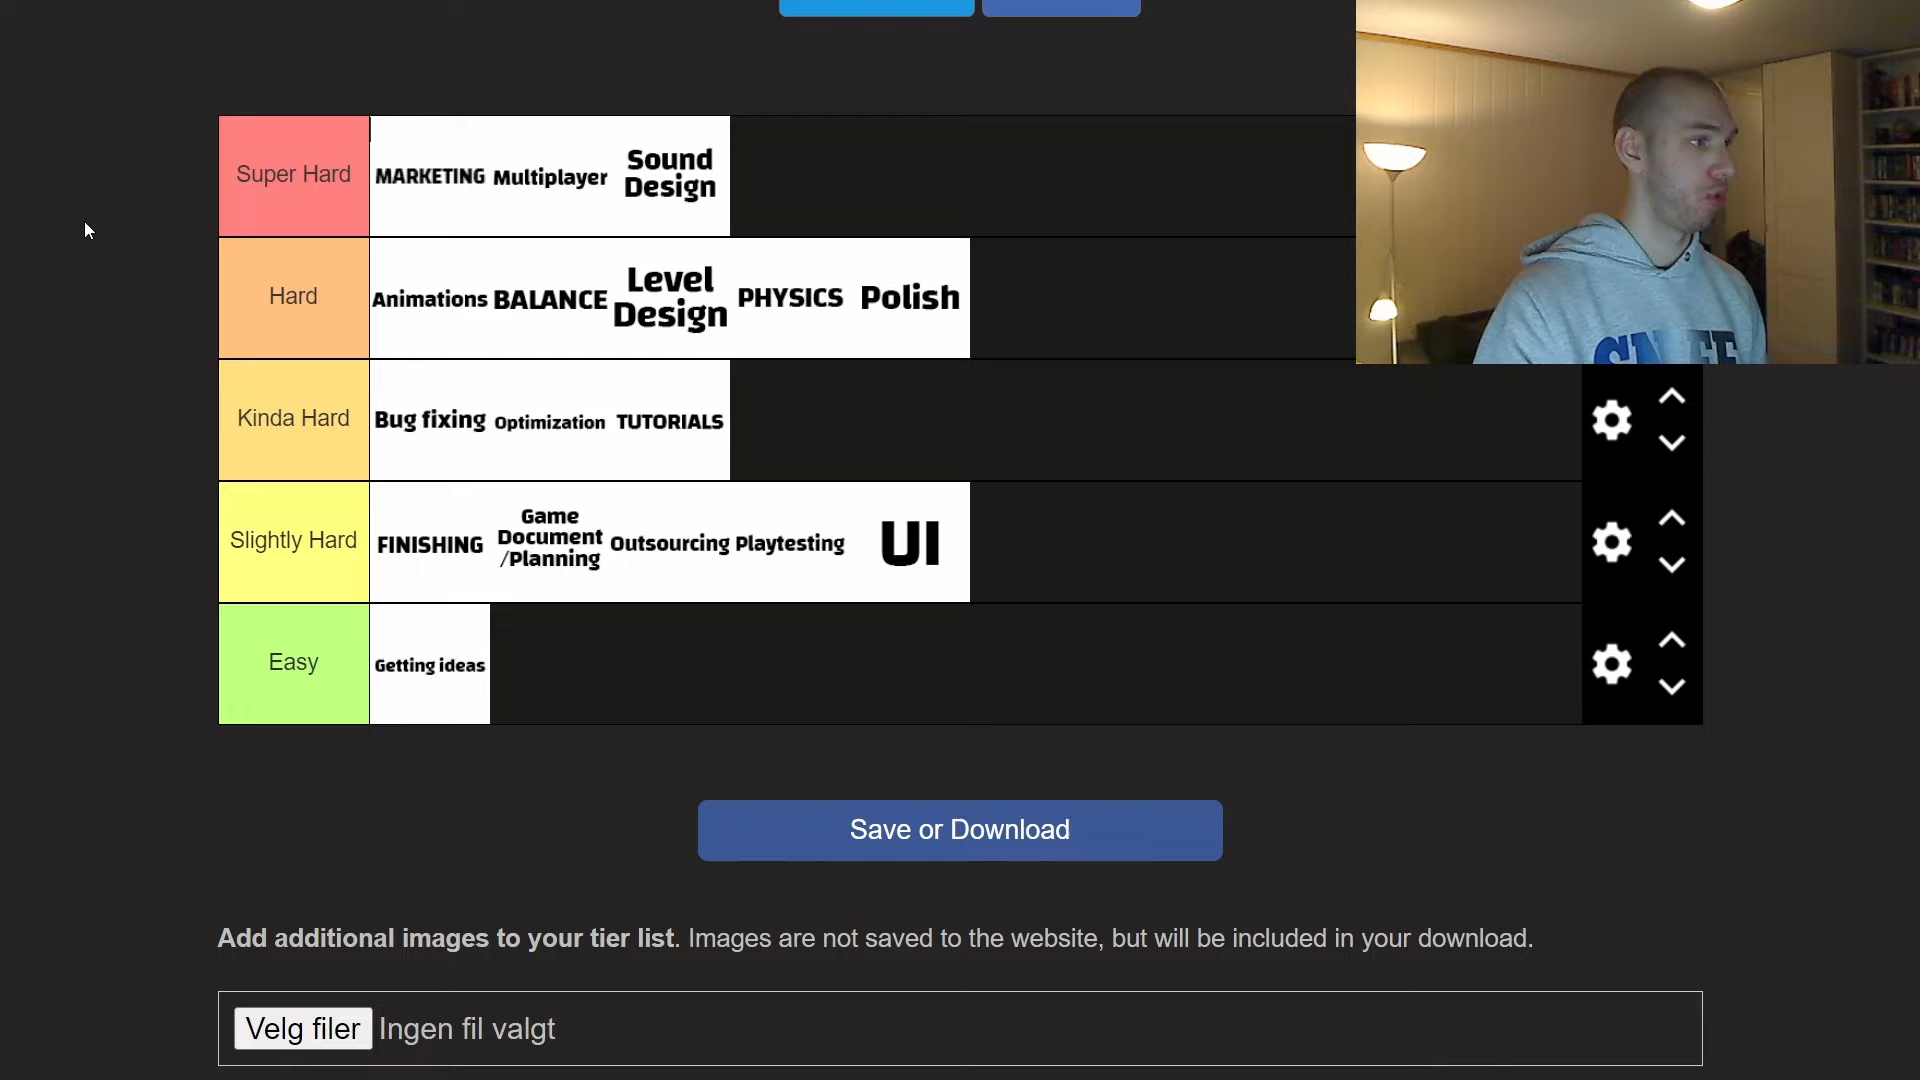 Super Hard
MARKETING Multiplayer Sound Design
Hard
Animations BALANCE Level Design PHYSICS Polish
Kinda Hard
Bug fixing Optimization TUTORIALS
Slightly Hard
FINISHING Game Document /Planning Outsourcing Playtesting UI
Easy
Getting ideas
Save or Download
Add additional images to your tier list. Images are not saved to the website, but will be included in your download.
Velg filer Ingen fil valgt